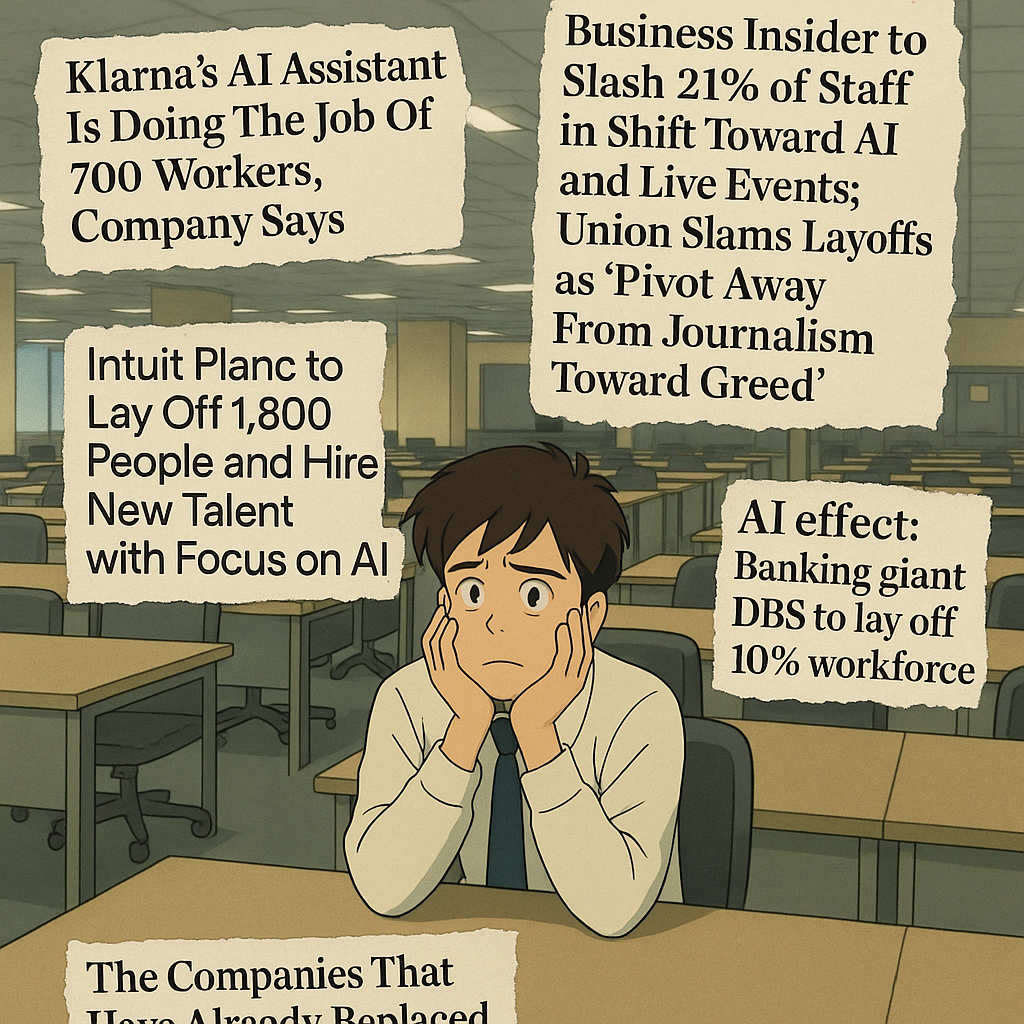 Klarna's AI Assistant
Is Doing The Job Of
700 Workers,
Company Says
Business Insider to
Slash 21% of Staff
in Shift Toward AI
and Live Events;
Union Slams Layoffs
as ‘Pivot Away
From Journalism
Toward Greed’
Intuit Planc to
Lay Off 1,800
People and Hire
New Talent
with Focus on AI
AI effect:
Banking giant
DBS to lay off
10% workforce
The Companies That
Have Already Replaced